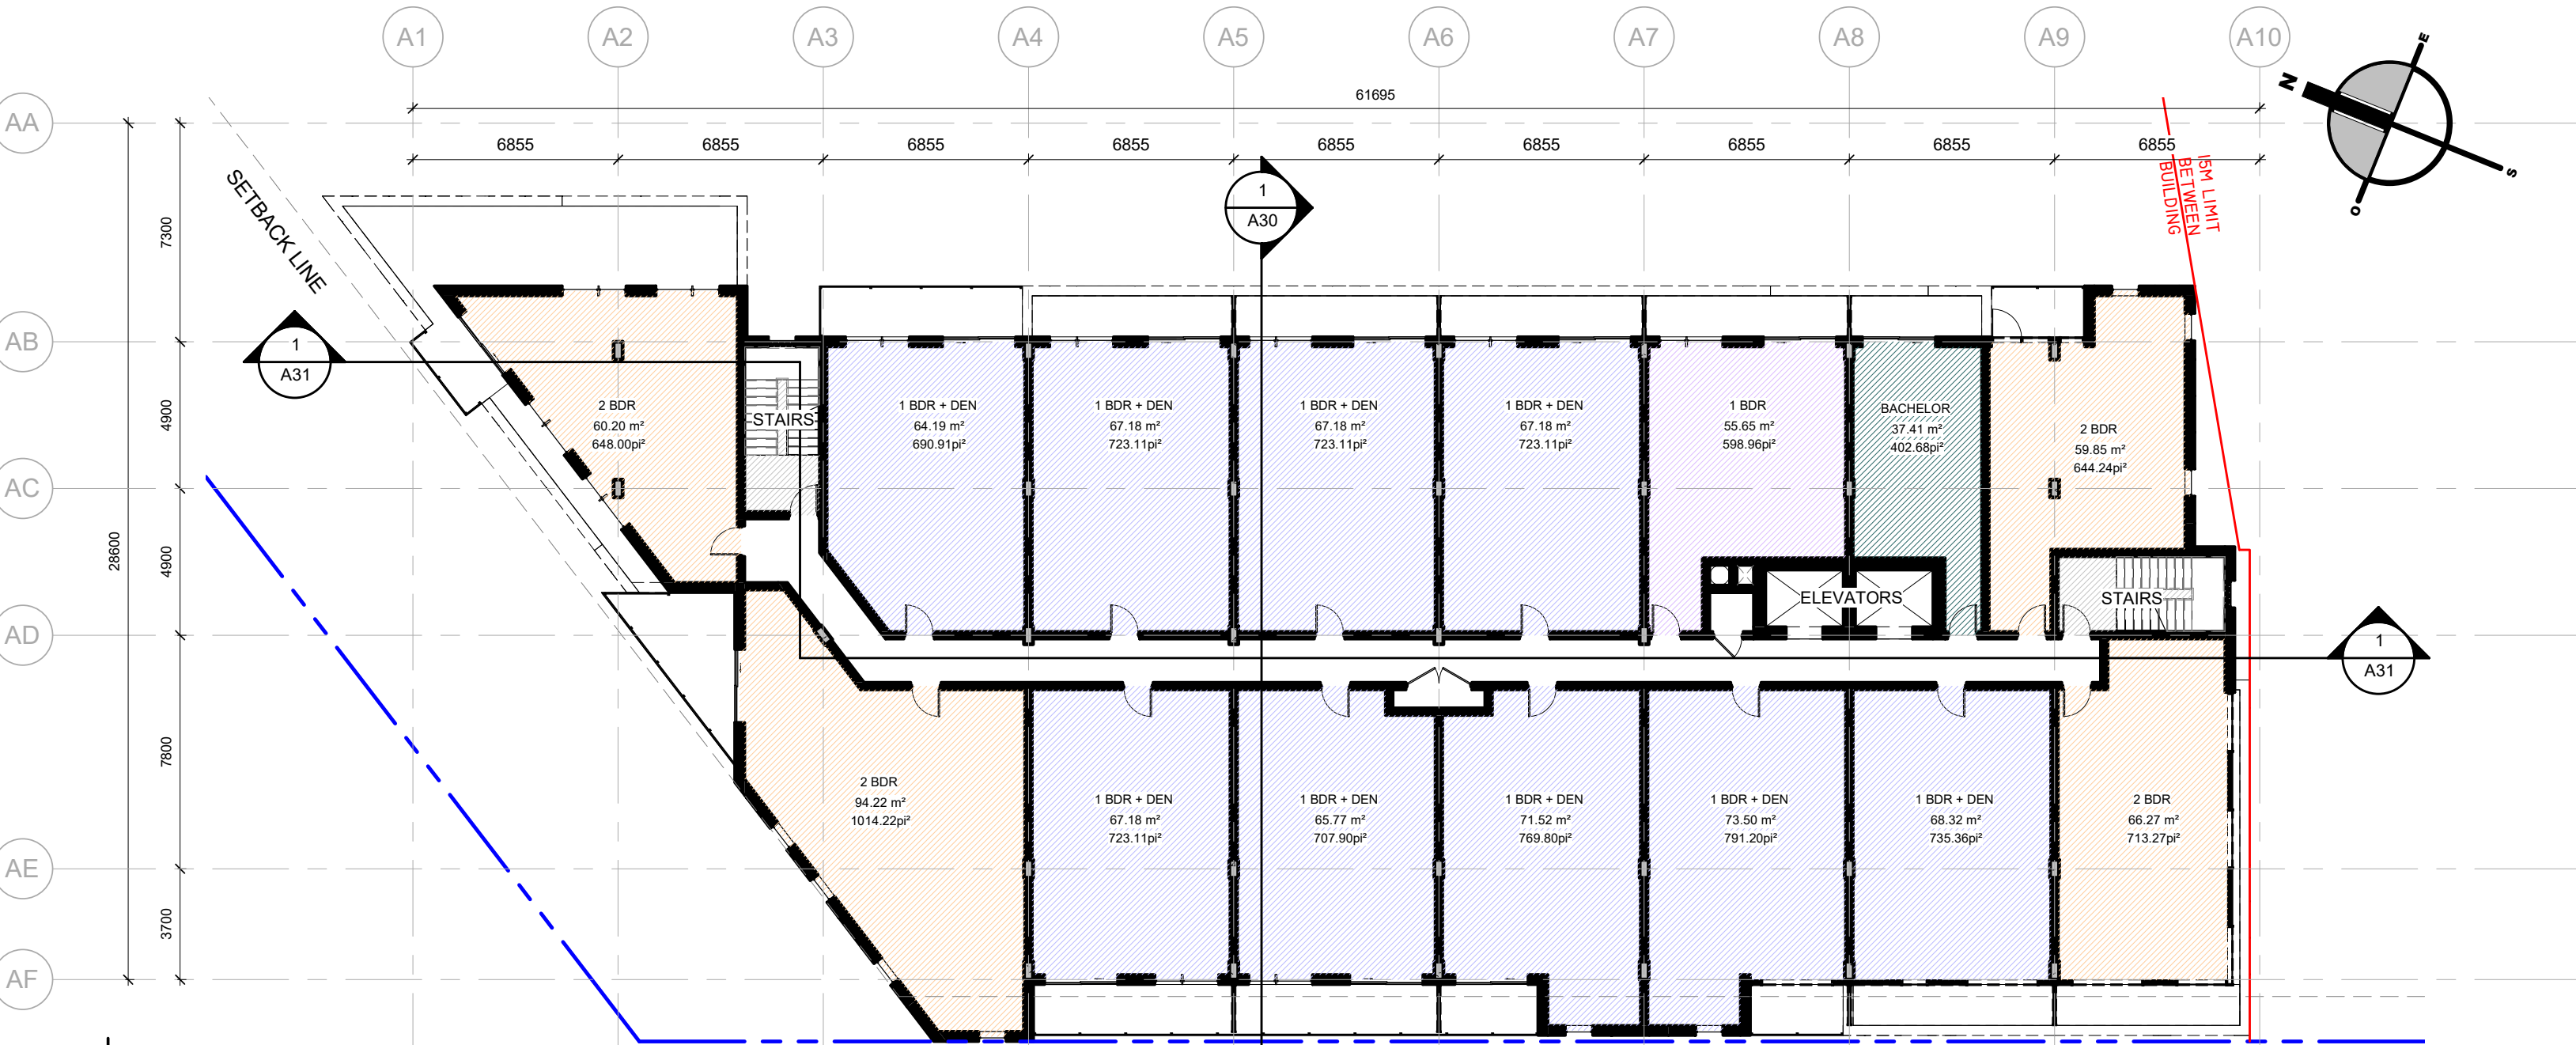 A1 A2 A3 A4 A5 A6 A7 A8 A9 A10
E
N
S
O
AA
61695
6855 6855 6855 6855 6855 6855 6855 6855 6855
15M LIMIT
BETWEEN
BUILDING
SETBACK LINE
1
A30
7300
AB
1
A31
4900
STAIRS
2 BDR
60.20 m²
648.00pi²
1 BDR + DEN
64.19 m²
690.91pi²
1 BDR + DEN
67.18 m²
723.11pi²
1 BDR + DEN
67.18 m²
723.11pi²
1 BDR + DEN
67.18 m²
723.11pi²
1 BDR
55.65 m²
598.96pi²
BACHELOR
37.41 m²
402.68pi²
2 BDR
59.85 m²
644.24pi²
AC
28600
4900
ELEVATORS
STAIRS
AD
1
A31
7800
2 BDR
94.22 m²
1014.22pi²
1 BDR + DEN
67.18 m²
723.11pi²
1 BDR + DEN
65.77 m²
707.90pi²
1 BDR + DEN
71.52 m²
769.80pi²
1 BDR + DEN
73.50 m²
791.20pi²
1 BDR + DEN
68.32 m²
735.36pi²
2 BDR
66.27 m²
713.27pi²
AE
3700
AF